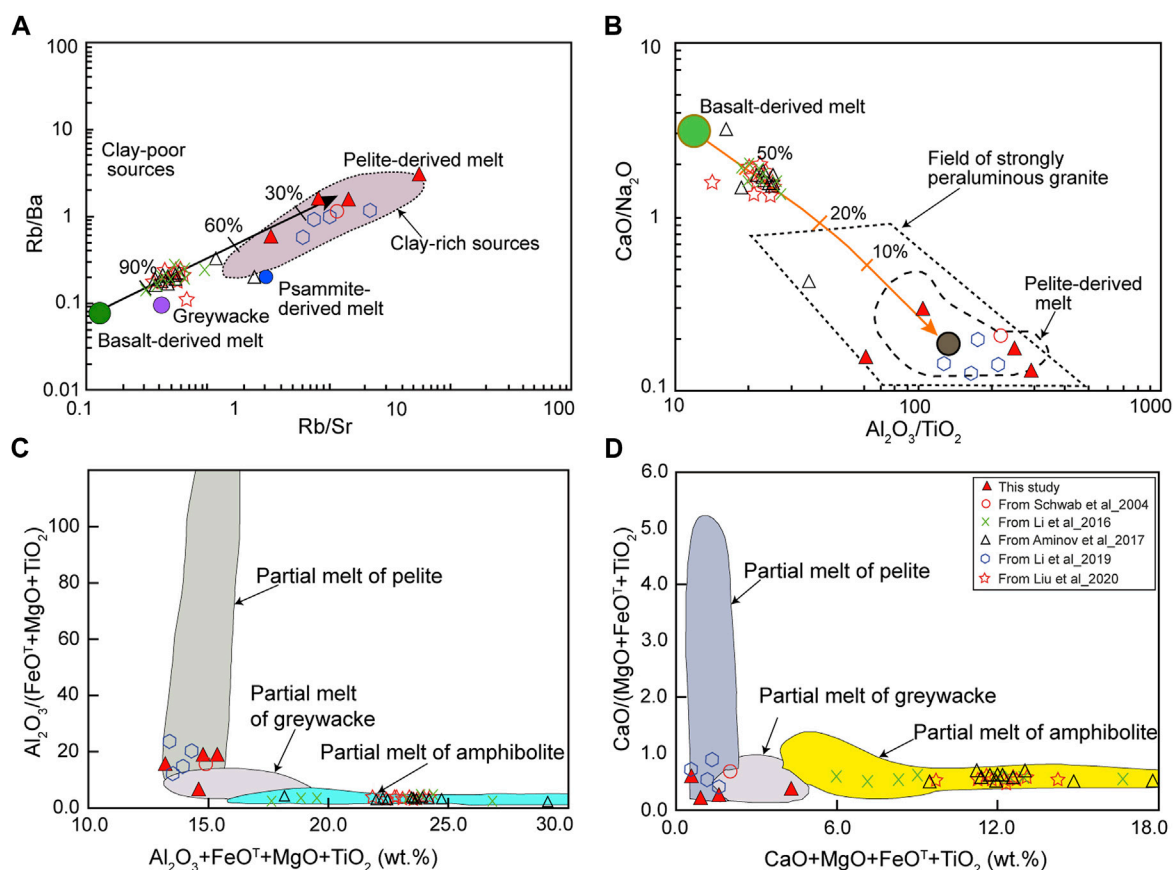 A
100
10
1
0.1
0.01
Rb/Ba
Clay-poor
sources
Pelite-derived melt
30%
60%
90%
Clay-rich sources
Psammite-
derived melt
Greywacke
Basalt-derived melt
0.1
1
10
100
Rb/Sr
B
10
1
0.1
CaO/Na₂O
Basalt-derived melt
50%
Field of strongly
peraluminous granite
20%
10%
Pelite-derived
melt
10
100
1000
Al₂O₃/TiO₂
C
100
80
60
40
20
0.0
Al₂O₃/(FeOᵀ+MgO+TiO₂)
Partial melt of pelite
Partial melt
of greywacke
Partial melt of amphibolite
10.0
15.0
20.0
25.0
30.0
Al₂O₃+FeOᵀ+MgO+TiO₂ (wt.%)
D
6.0
5.0
4.0
3.0
2.0
1.0
0.0
CaO/(MgO+FeOᵀ+TiO₂)
This study
From Schwab et al_2004
From Li et al_2016
From Aminov et al_2017
From Li et al_2019
From Liu et al_2020
Partial melt of pelite
Partial melt of greywacke
Partial melt of amphibolite
0.0
6.0
12.0
18.0
CaO+MgO+FeOᵀ+TiO₂ (wt.%)